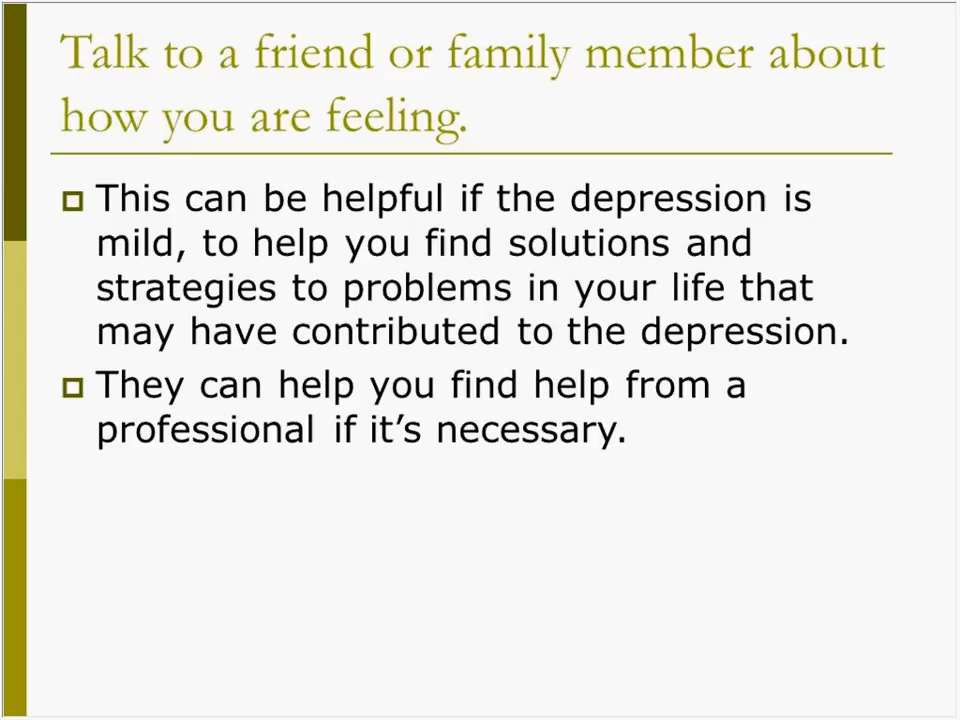 Talk to a friend or family member about
how you are feeling.
This can be helpful if the depression is
mild, to help you find solutions and
strategies to problems in your life that
may have contributed to the depression.
They can help you find help from a
professional if it’s necessary.